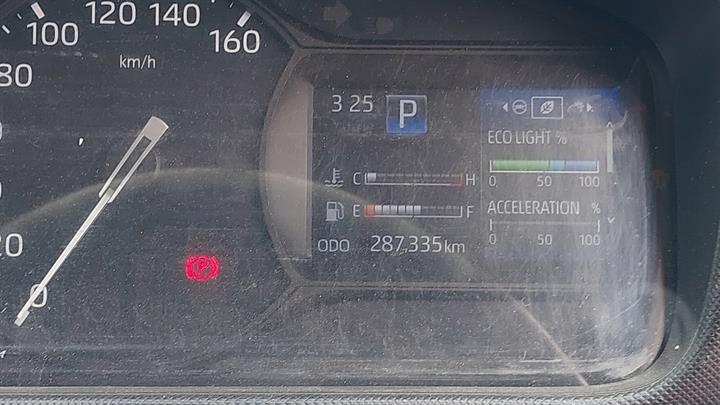 100
120
140
160
80
km/h
20
0
3 25
P
C H
E F
ODO 287,335 km
ECO LIGHT %
0 50 100
ACCELERATION %
0 50 100
(P)